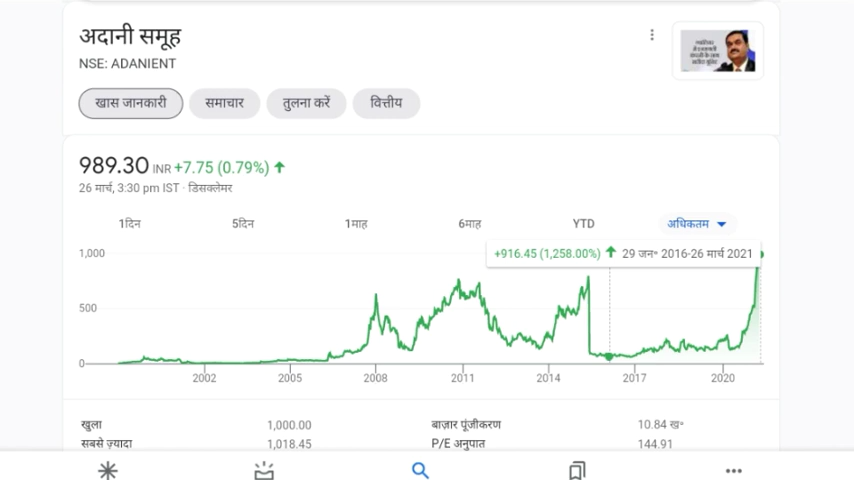 अदानी समूह
NSE: ADANIENT
खास जानकारी
समाचार
तुलना करें
वित्तीय
989.30 INR +7.75 (0.79%) ↑
26 मार्च, 3:30 pm IST · डिसक्लेमर
1दिन
5दिन
1माह
6माह
YTD
अधिकतम
+916.45 (1,258.00%) ↑ 29 जन॰ 2016-26 मार्च 2021
1,000
500
0
2002
2005
2008
2011
2014
2017
2020
खुला 1,000.00
बाज़ार पूंजीकरण 10.84 ख॰
सबसे ज़्यादा 1,018.45
P/E अनुपात 144.91